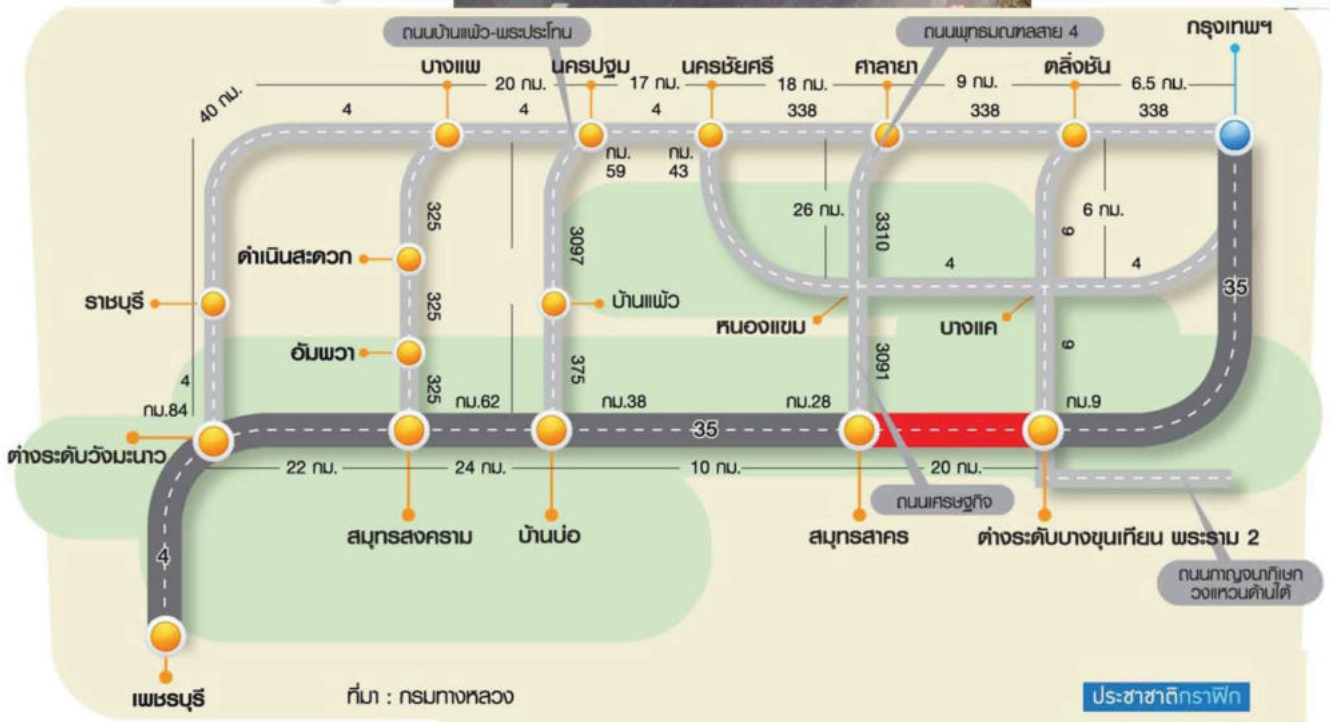 ถนนบ้านแพ้ว-พระประโทน
ถนนพุทธมณฑลสาย 4
กรุงเทพฯ
บางแพ
นครปฐม
นครชัยศรี
ศาลายา
ตลิ่งชัน
40 กม.
20 กม.
17 กม.
18 กม.
9 กม.
6.5 กม.
4
4
4
338
338
338
กม.
59
กม.
43
325
3097
26 กม.
3310
6 กม.
9
ดำเนินสะดวก
4
4
ราชบุรี
บ้านแพ้ว
325
35
หนองแขม
บางแค
อัมพวา
4
กม.84
325
375
3091
9
กม.62
กม.38
กม.28
กม.9
35
ต่างระดับวังมะนาว
22 กม.
24 กม.
10 กม.
20 กม.
ถนนเศรษฐกิจ
สมุทรสงคราม
บ้านบ่อ
สมุทรสาคร
ต่างระดับบางขุนเทียน พระราม 2
4
ถนนกาญจนาภิเษก
วงแหวนด้านใต้
เพชรบุรี
ที่มา : กรมทางหลวง
ประชาชาติกราฟิก